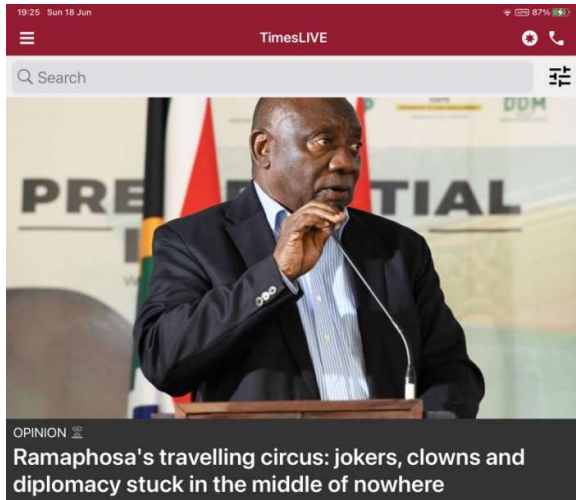 19:25 Sun 18 Jun
VPN 87%
TimesLIVE
Search
DDM
PRE
TIAL
OPINION
Ramaphosa's travelling circus: jokers, clowns and
diplomacy stuck in the middle of nowhere